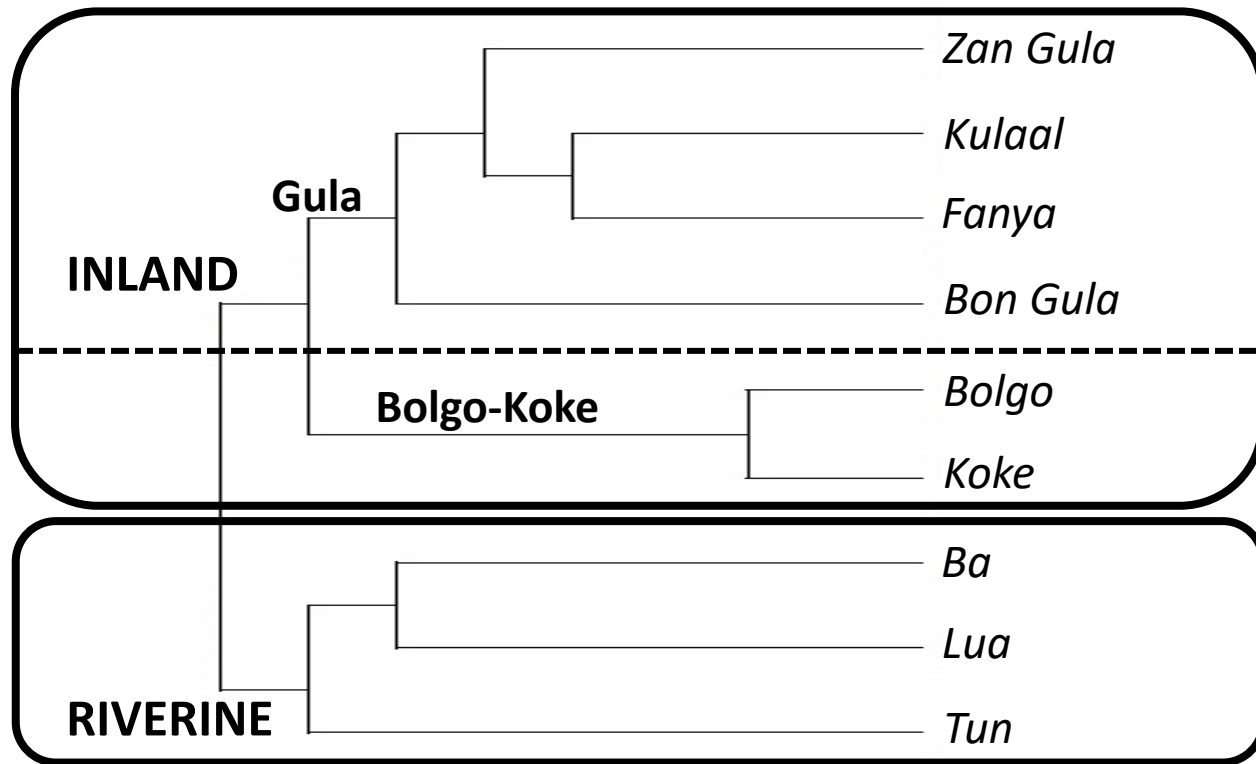 Zan Gula
Kulaal
Gula
Fanya
INLAND
Bon Gula
Bolgo
Bolgo-Koke
Koke
Ba
Lua
RIVERINE
Tun